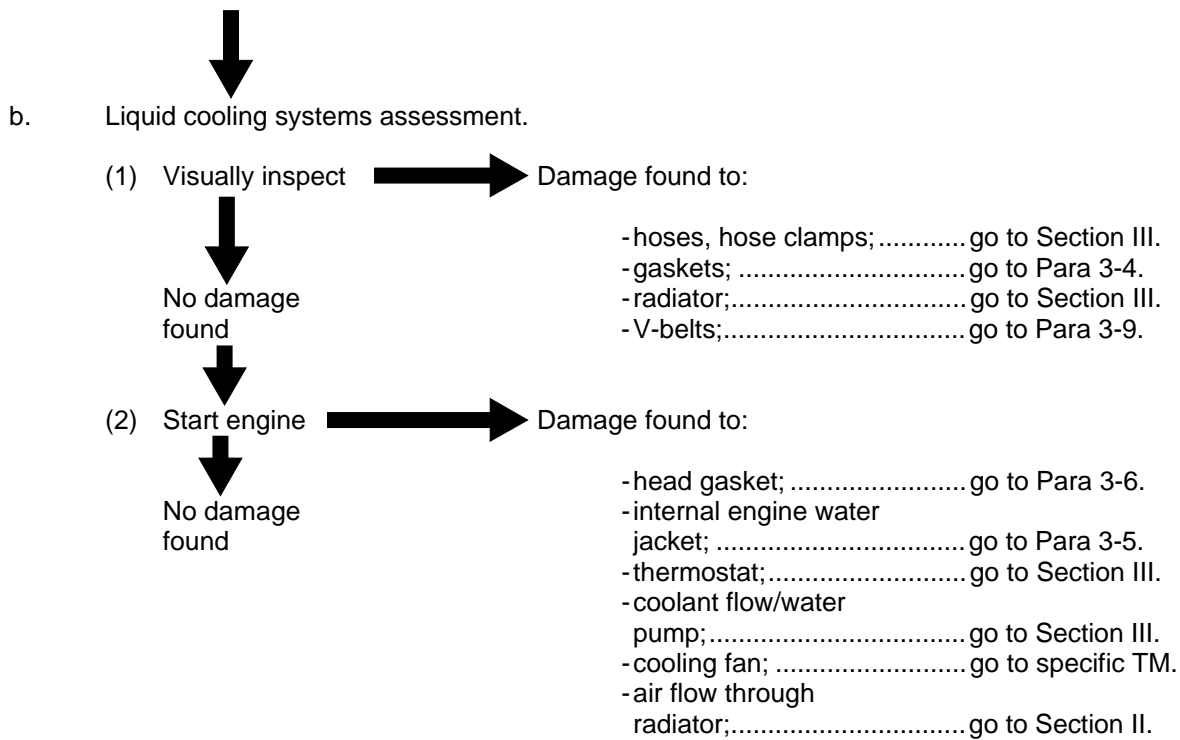 b. Liquid cooling systems assessment.
(1) Visually inspect Damage found to:
-hoses, hose clamps;............go to Section III.
-gaskets; ...............................go to Para 3-4.
No damage -radiator;................................go to Section III.
found -V-belts;.................................go to Para 3-9.
(2) Start engine Damage found to:
-head gasket; ........................go to Para 3-6.
No damage -internal engine water
found jacket; ..................................go to Para 3-5.
-thermostat;...........................go to Section III.
-coolant flow/water
pump;...................................go to Section III.
-cooling fan; ..........................go to specific TM.
-air flow through
radiator;................................go to Section II.